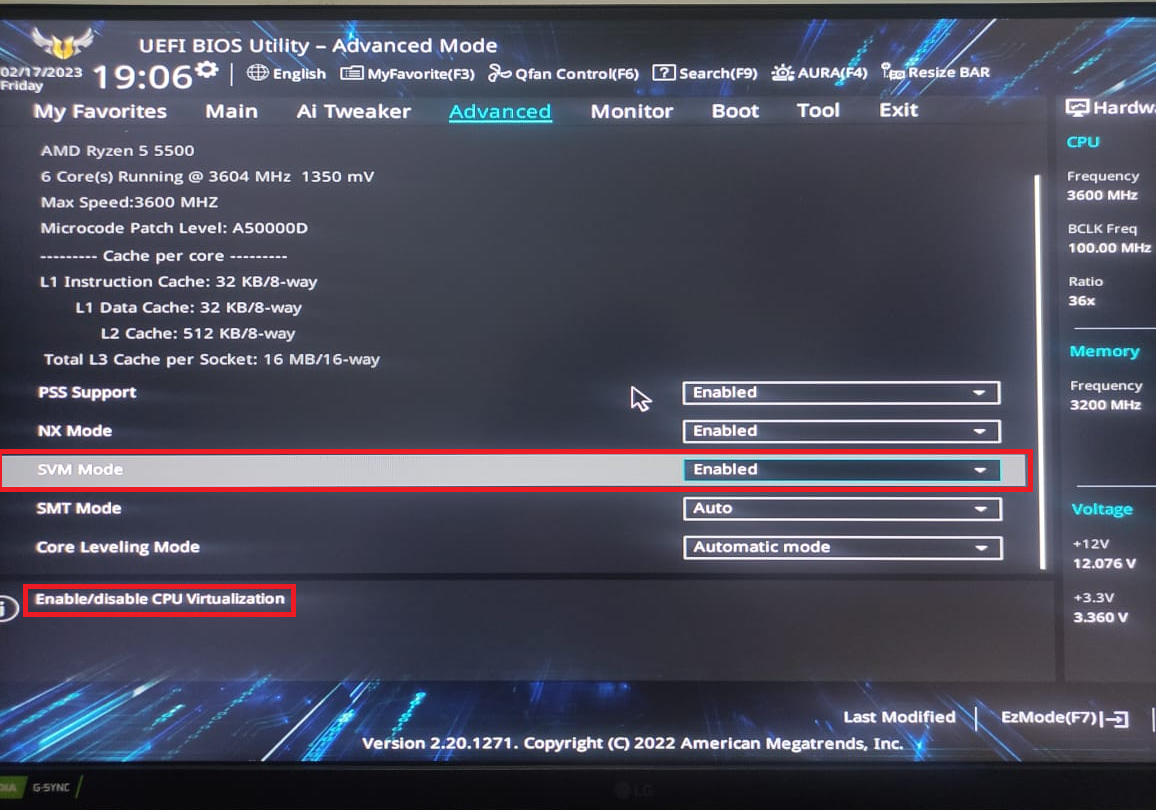 UEFI BIOS Utility – Advanced Mode
02/17/2023
Friday
19:06
English
MyFavorite(F3)
Qfan Control(F6)
Search(F9)
AURA(F4)
Resize BAR
My Favorites
Main
Ai Tweaker
Advanced
Monitor
Boot
Tool
Exit
AMD Ryzen 5 5500
6 Core(s) Running @ 3604 MHz 1350 mV
Max Speed:3600 MHZ
Microcode Patch Level: A50000D
--------- Cache per core ---------
L1 Instruction Cache: 32 KB/8-way
L1 Data Cache: 32 KB/8-way
L2 Cache: 512 KB/8-way
Total L3 Cache per Socket: 16 MB/16-way
PSS Support Enabled
NX Mode Enabled
SVM Mode Enabled
SMT Mode Auto
Core Leveling Mode Automatic mode
Enable/disable CPU Virtualization
Hardwa
CPU
Frequency
3600 MHz
BCLK Freq
100.00 MHz
Ratio
36x
Memory
Frequency
3200 MHz
Voltage
+12V
12.076 V
+3.3V
3.360 V
Last Modified
EzMode(F7)
Version 2.20.1271. Copyright (C) 2022 American Megatrends, Inc.
G-SYNC
LG